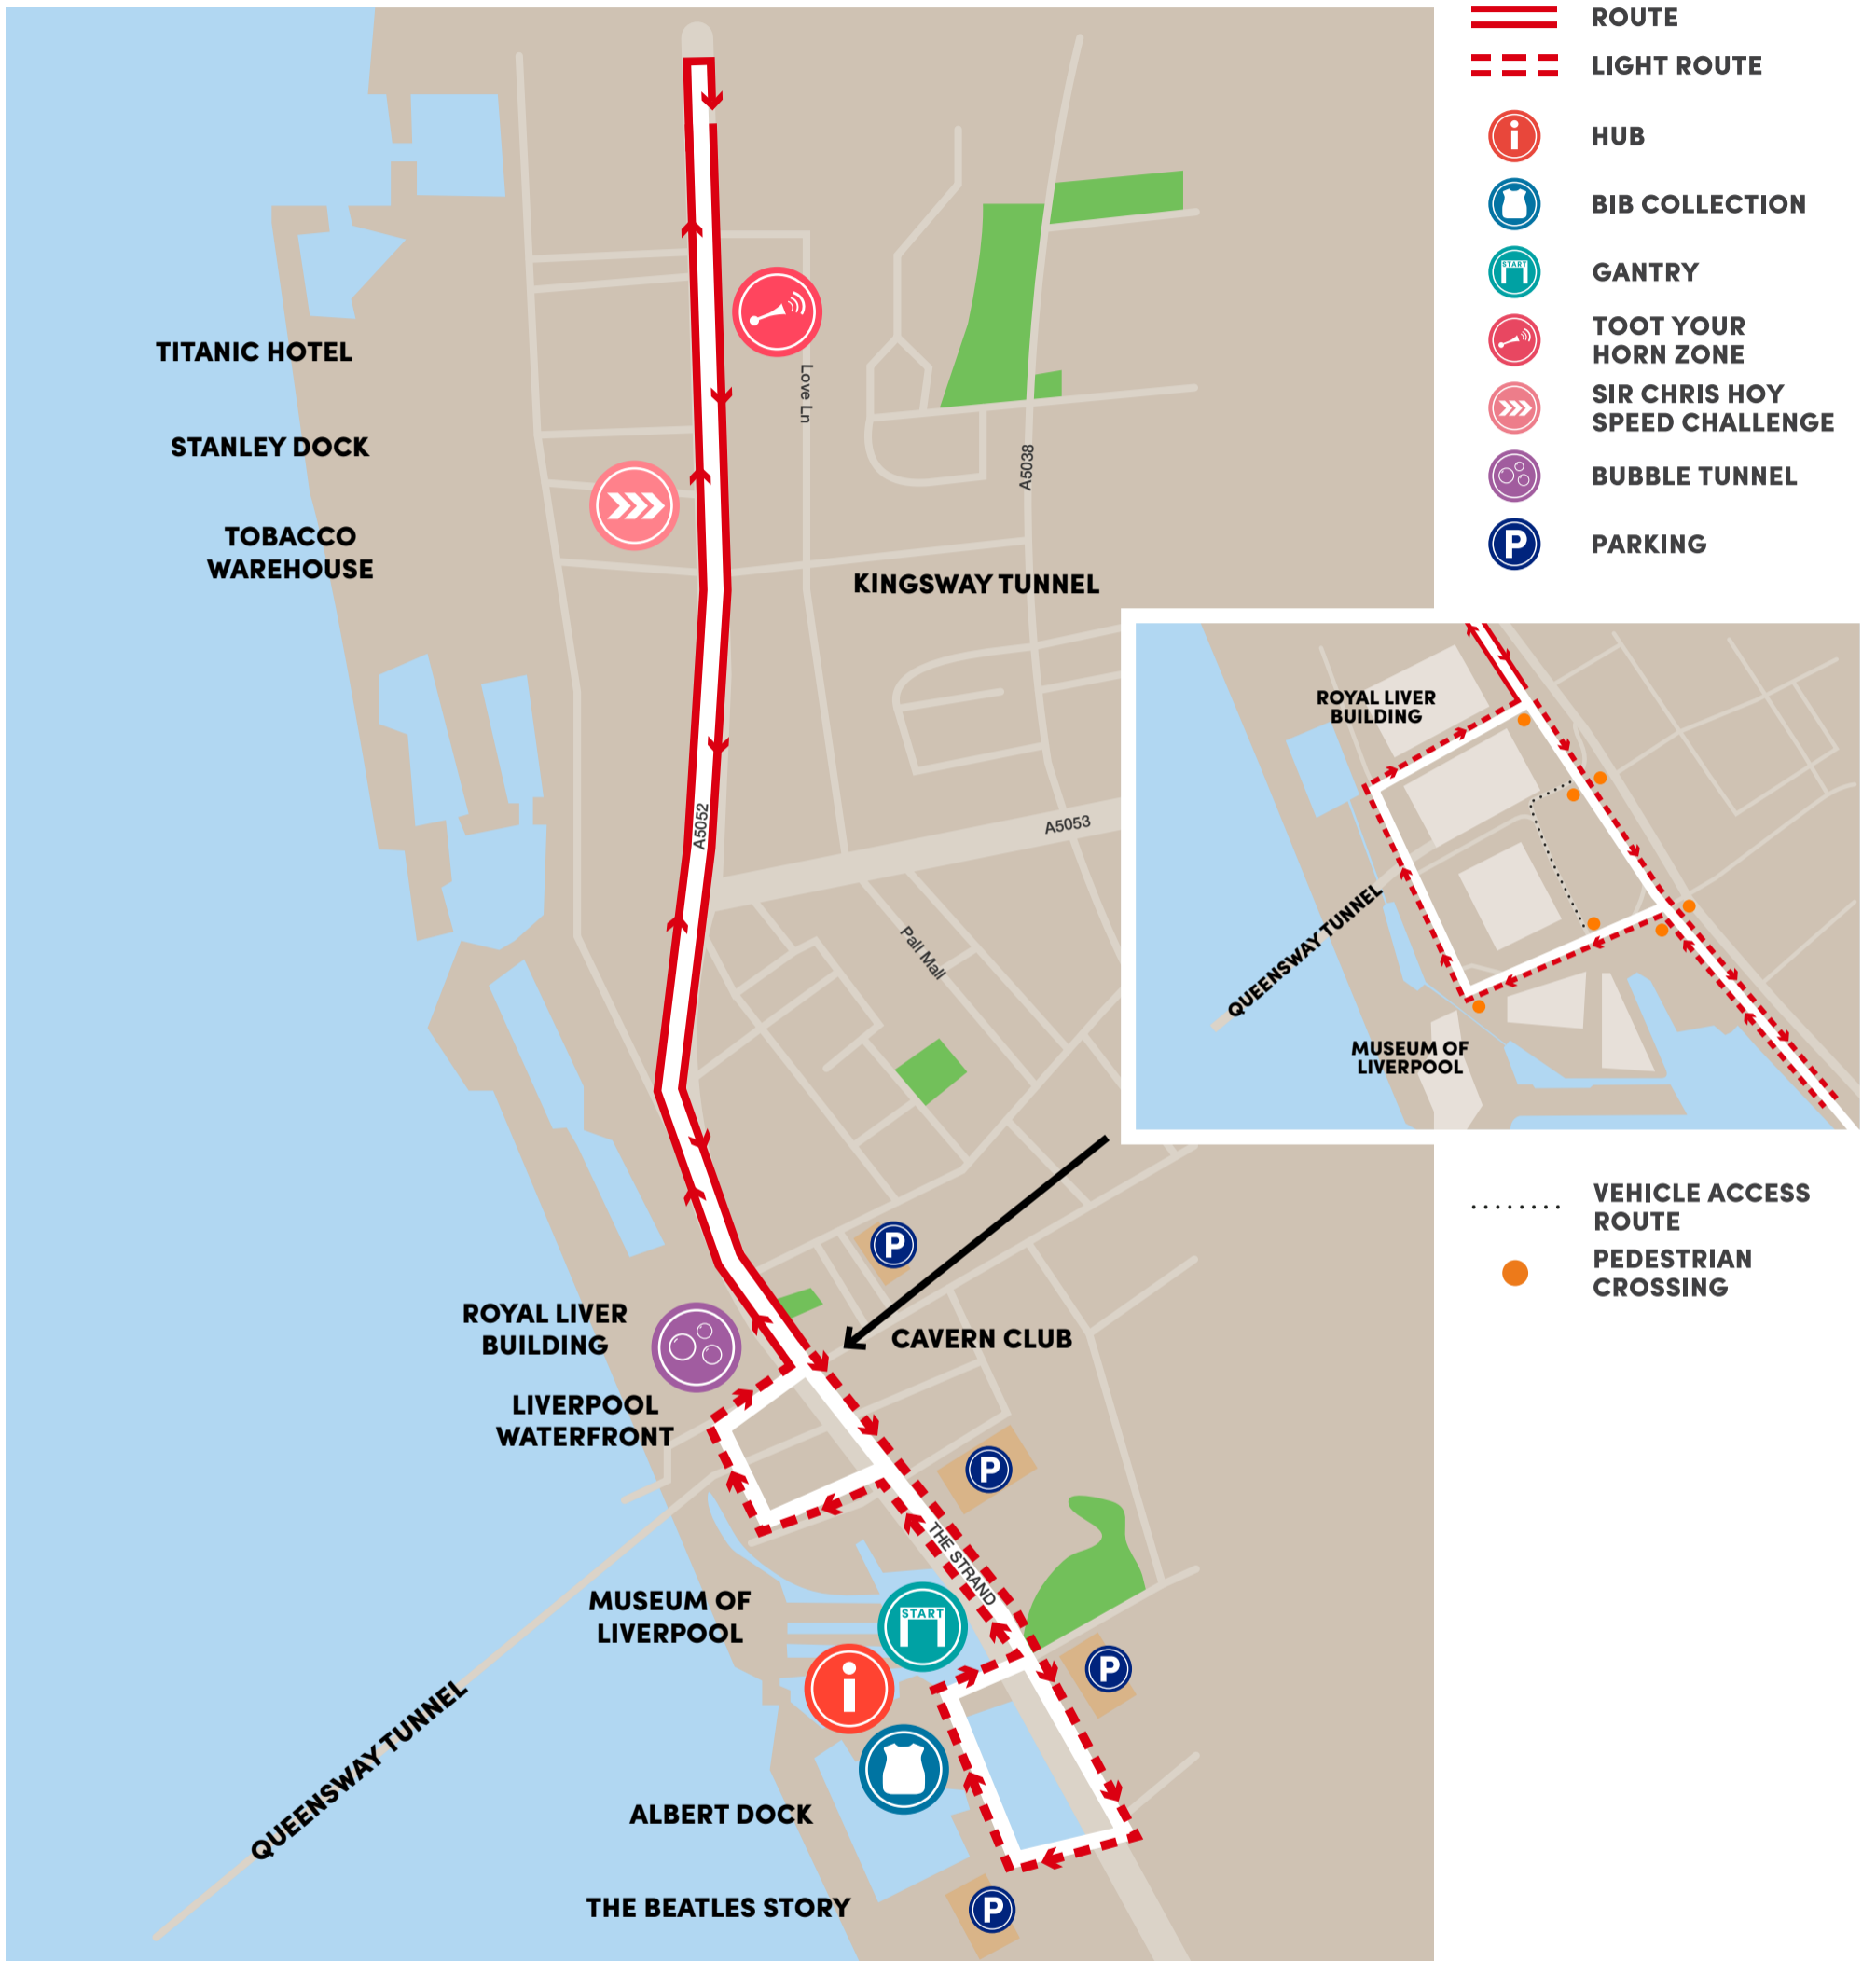 TITANIC HOTEL
STANLEY DOCK
TOBACCO
WAREHOUSE
Love Ln
A5038
KINGSWAY TUNNEL
A5052
A5053
Pall Mall
ROYAL LIVER
BUILDING
CAVERN CLUB
LIVERPOOL
WATERFRONT
THE STRAND
MUSEUM OF
LIVERPOOL
START
i
QUEENSWAY TUNNEL
ALBERT DOCK
THE BEATLES STORY
P
P
P
P
ROUTE
LIGHT ROUTE
i
HUB
BIB COLLECTION
START
GANTRY
TOOT YOUR
HORN ZONE
SIR CHRIS HOY
SPEED CHALLENGE
BUBBLE TUNNEL
P
PARKING
ROYAL LIVER
BUILDING
QUEENSWAY TUNNEL
MUSEUM OF
LIVERPOOL
VEHICLE ACCESS
ROUTE
PEDESTRIAN
CROSSING